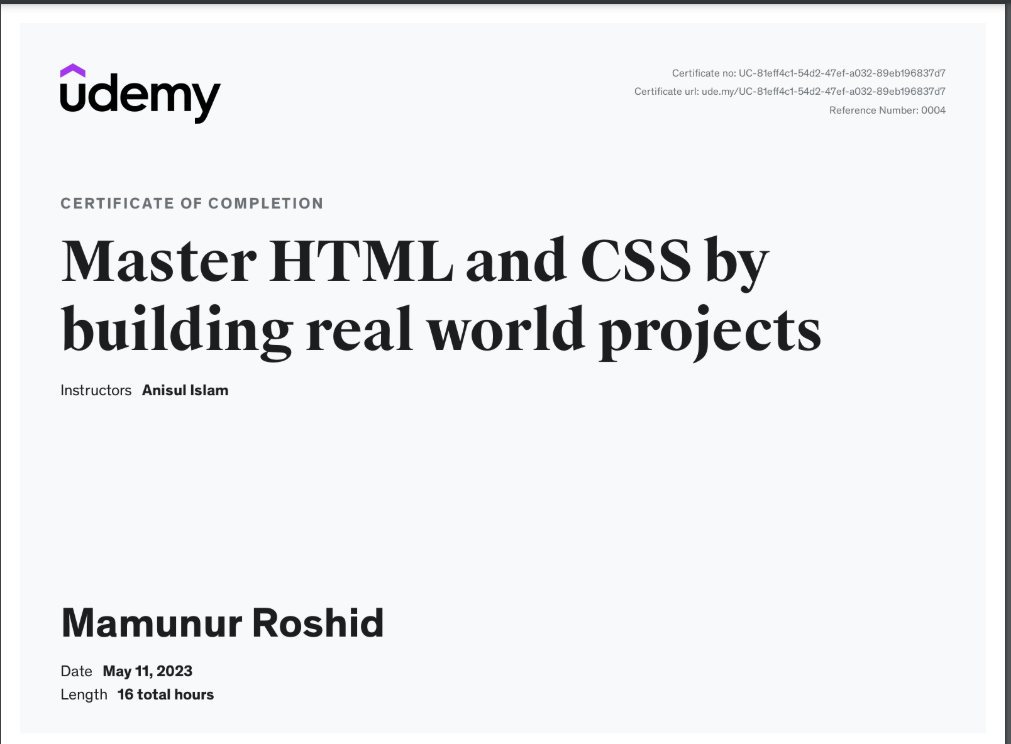 udemy
Certificate no: UC-81eff4c1-54d2-47ef-a032-89eb196837d7
Certificate url: ude.my/UC-81eff4c1-54d2-47ef-a032-89eb196837d7
Reference Number: 0004
CERTIFICATE OF COMPLETION
Master HTML and CSS by
building real world projects
Instructors Anisul Islam
Mamunur Roshid
Date May 11, 2023
Length 16 total hours